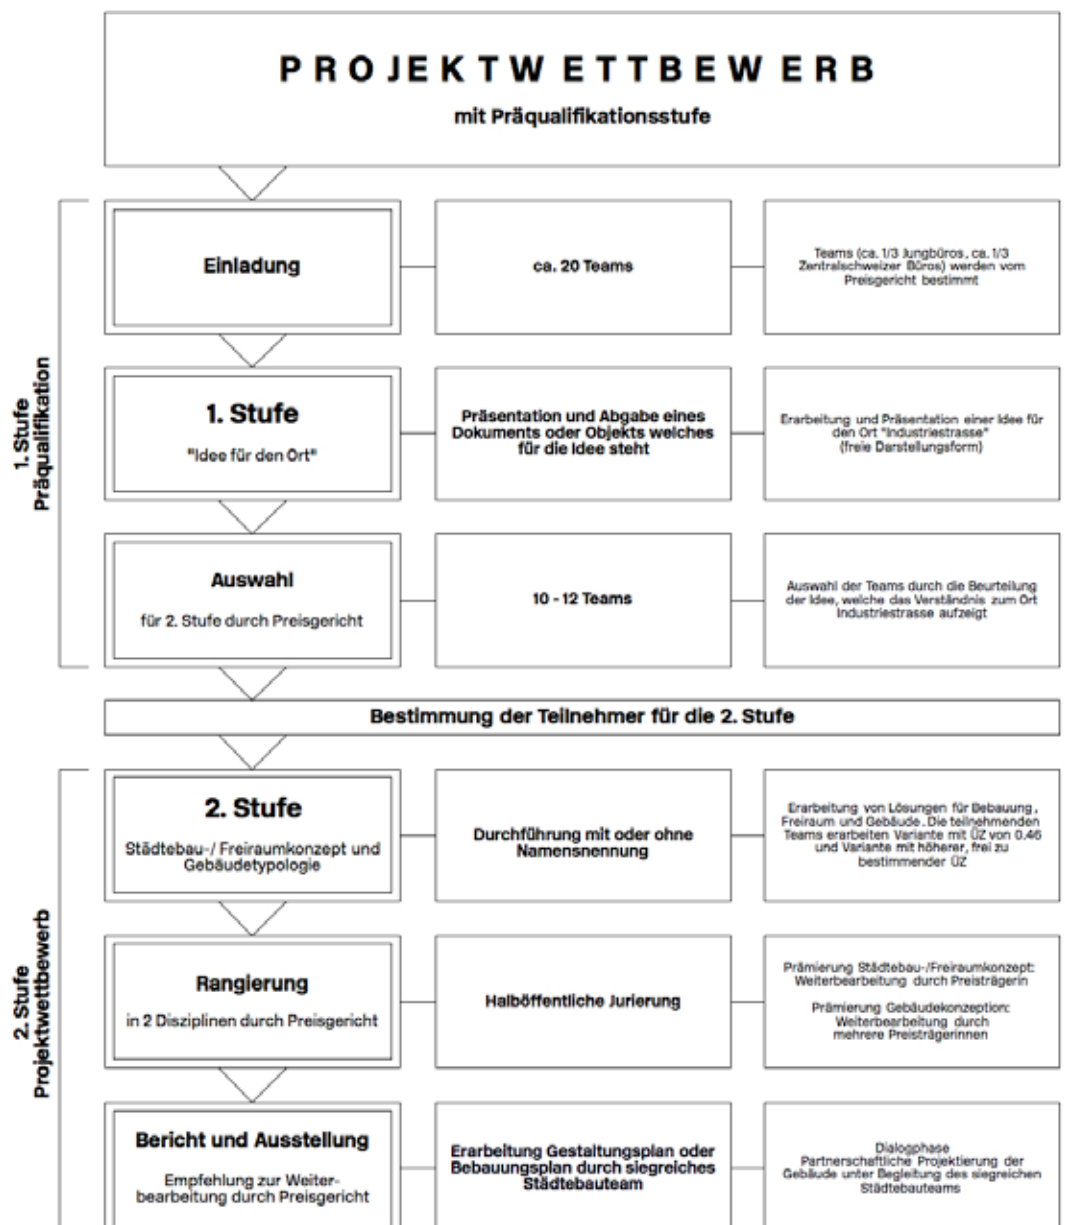 PROJEKTWETTBEWERB
mit Präqualifikationsstufe
1. Stufe
Präqualifikation
Einladung
ca. 20 Teams
Teams (ca. 1/3 Jungbüros, ca. 1/3
Zentralschweizer Büros) werden vom
Preisgericht bestimmt
1. Stufe
"Idee für den Ort"
Präsentation und Abgabe eines
Dokuments oder Objekts welches
für die Idee steht
Erarbeitung und Präsentation einer Idee für
den Ort "Industriestrasse"
(freie Darstellungsform)
Auswahl
für 2. Stufe durch Preisgericht
10 - 12 Teams
Auswahl der Teams durch die Beurteilung
der Idee, welche das Verständnis zum Ort
Industriestrasse aufzeigt
Bestimmung der Teilnehmer für die 2. Stufe
2. Stufe
Projektwettbewerb
2. Stufe
Städtebau-/ Freiraumkonzept und
Gebäudetypologie
Durchführung mit oder ohne
Namensnennung
Erarbeitung von Lösungen für Bebauung,
Freiraum und Gebäude. Die teilnehmenden
Teams erarbeiten Variante mit ÜZ von 0.46
und Variante mit höherer, frei zu
bestimmender ÜZ
Rangierung
in 2 Disziplinen durch Preisgericht
Halböffentliche Jurierung
Prämierung Städtebau-/Freiraumkonzept:
Weiterbearbeitung durch Preisträgerin
Prämierung Gebäudekonzeption:
Weiterbearbeitung durch
mehrere Preisträgerinnen
Bericht und Ausstellung
Empfehlung zur Weiter-
bearbeitung durch Preisgericht
Erarbeitung Gestaltungsplan oder
Bebauungsplan durch siegreiches
Städtebauteam
Dialogphase
Partnerschaftliche Projektierung der
Gebäude unter Begleitung des siegreichen
Städtebauteams